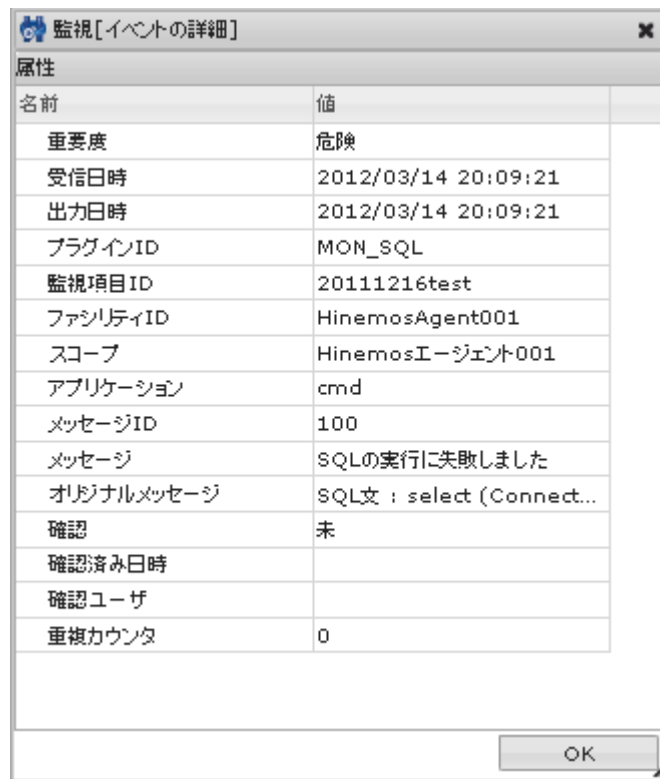 監視[イベントの詳細]
属性
名前 値
重要度 危険
受信日時 2012/03/14 20:09:21
出力日時 2012/03/14 20:09:21
プラグインID MON_SQL
監視項目ID 20111216test
ファシリティID HinemosAgent001
スコープ Hinemosエージェント001
アプリケーション cmd
メッセージID 100
メッセージ SQLの実行に失敗しました
オリジナルメッセージ SQL文 : select (Connect...
確認 未
確認済み日時
確認ユーザ
重複カウンタ 0
OK